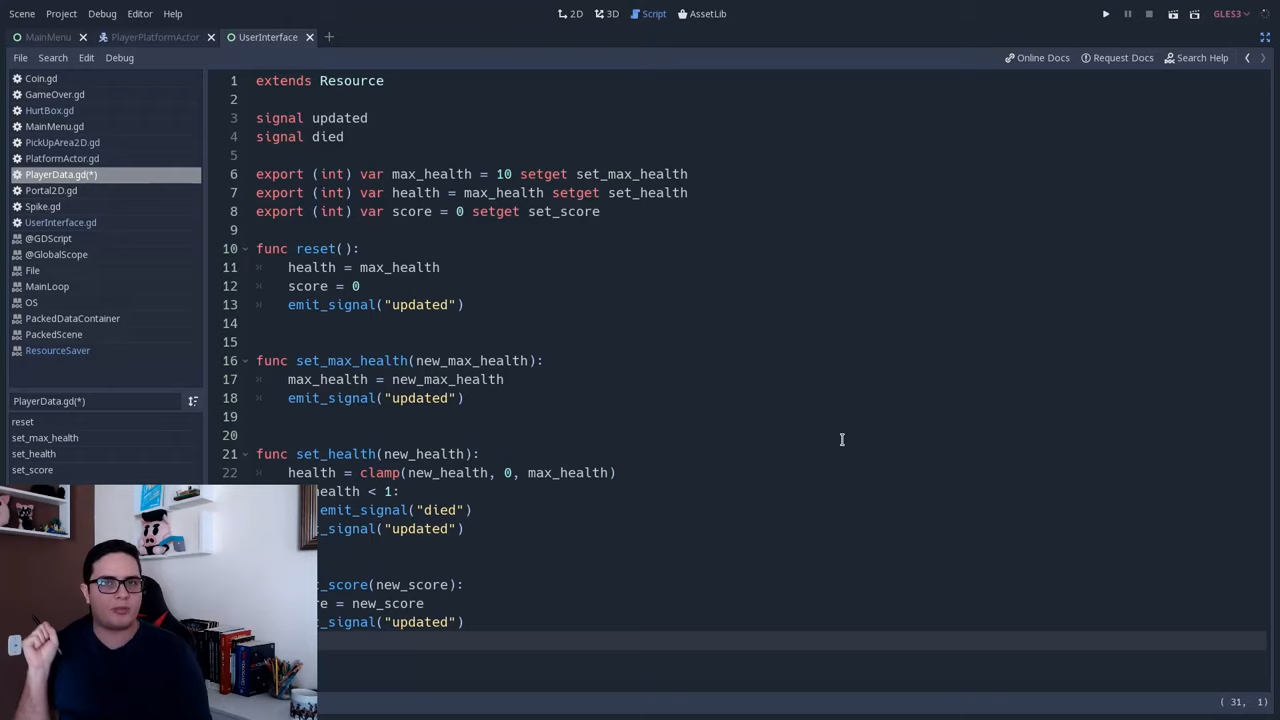 Scene Project Debug Editor Help 2D 3D Script AssetLib GLES3
MainMenu PlayerPlatformActor UserInterface
File Search Edit Debug Online Docs Request Docs Search Help
Coin.gd
GameOver.gd
HurtBox.gd
MainMenu.gd
PickUpArea2D.gd
PlatformActor.gd
PlayerData.gd(*)
Portal2D.gd
Spike.gd
UserInterface.gd
@GDScript
@GlobalScope
File
MainLoop
OS
PackedDataContainer
PackedScene
ResourceSaver
PlayerData.gd(*)
reset
set_max_health
set_health
set_score
1 extends Resource
2
3 signal updated
4 signal died
5
6 export (int) var max_health = 10 setget set_max_health
7 export (int) var health = max_health setget set_health
8 export (int) var score = 0 setget set_score
9
10 func reset():
11 health = max_health
12 score = 0
13 emit_signal("updated")
14
15
16 func set_max_health(new_max_health):
17 max_health = new_max_health
18 emit_signal("updated")
19
20
21 func set_health(new_health):
22 health = clamp(new_health, 0, max_health)
health < 1:
emit_signal("died")
t_signal("updated")
t_score(new_score):
re = new_score
t_signal("updated")
( 31, 1)